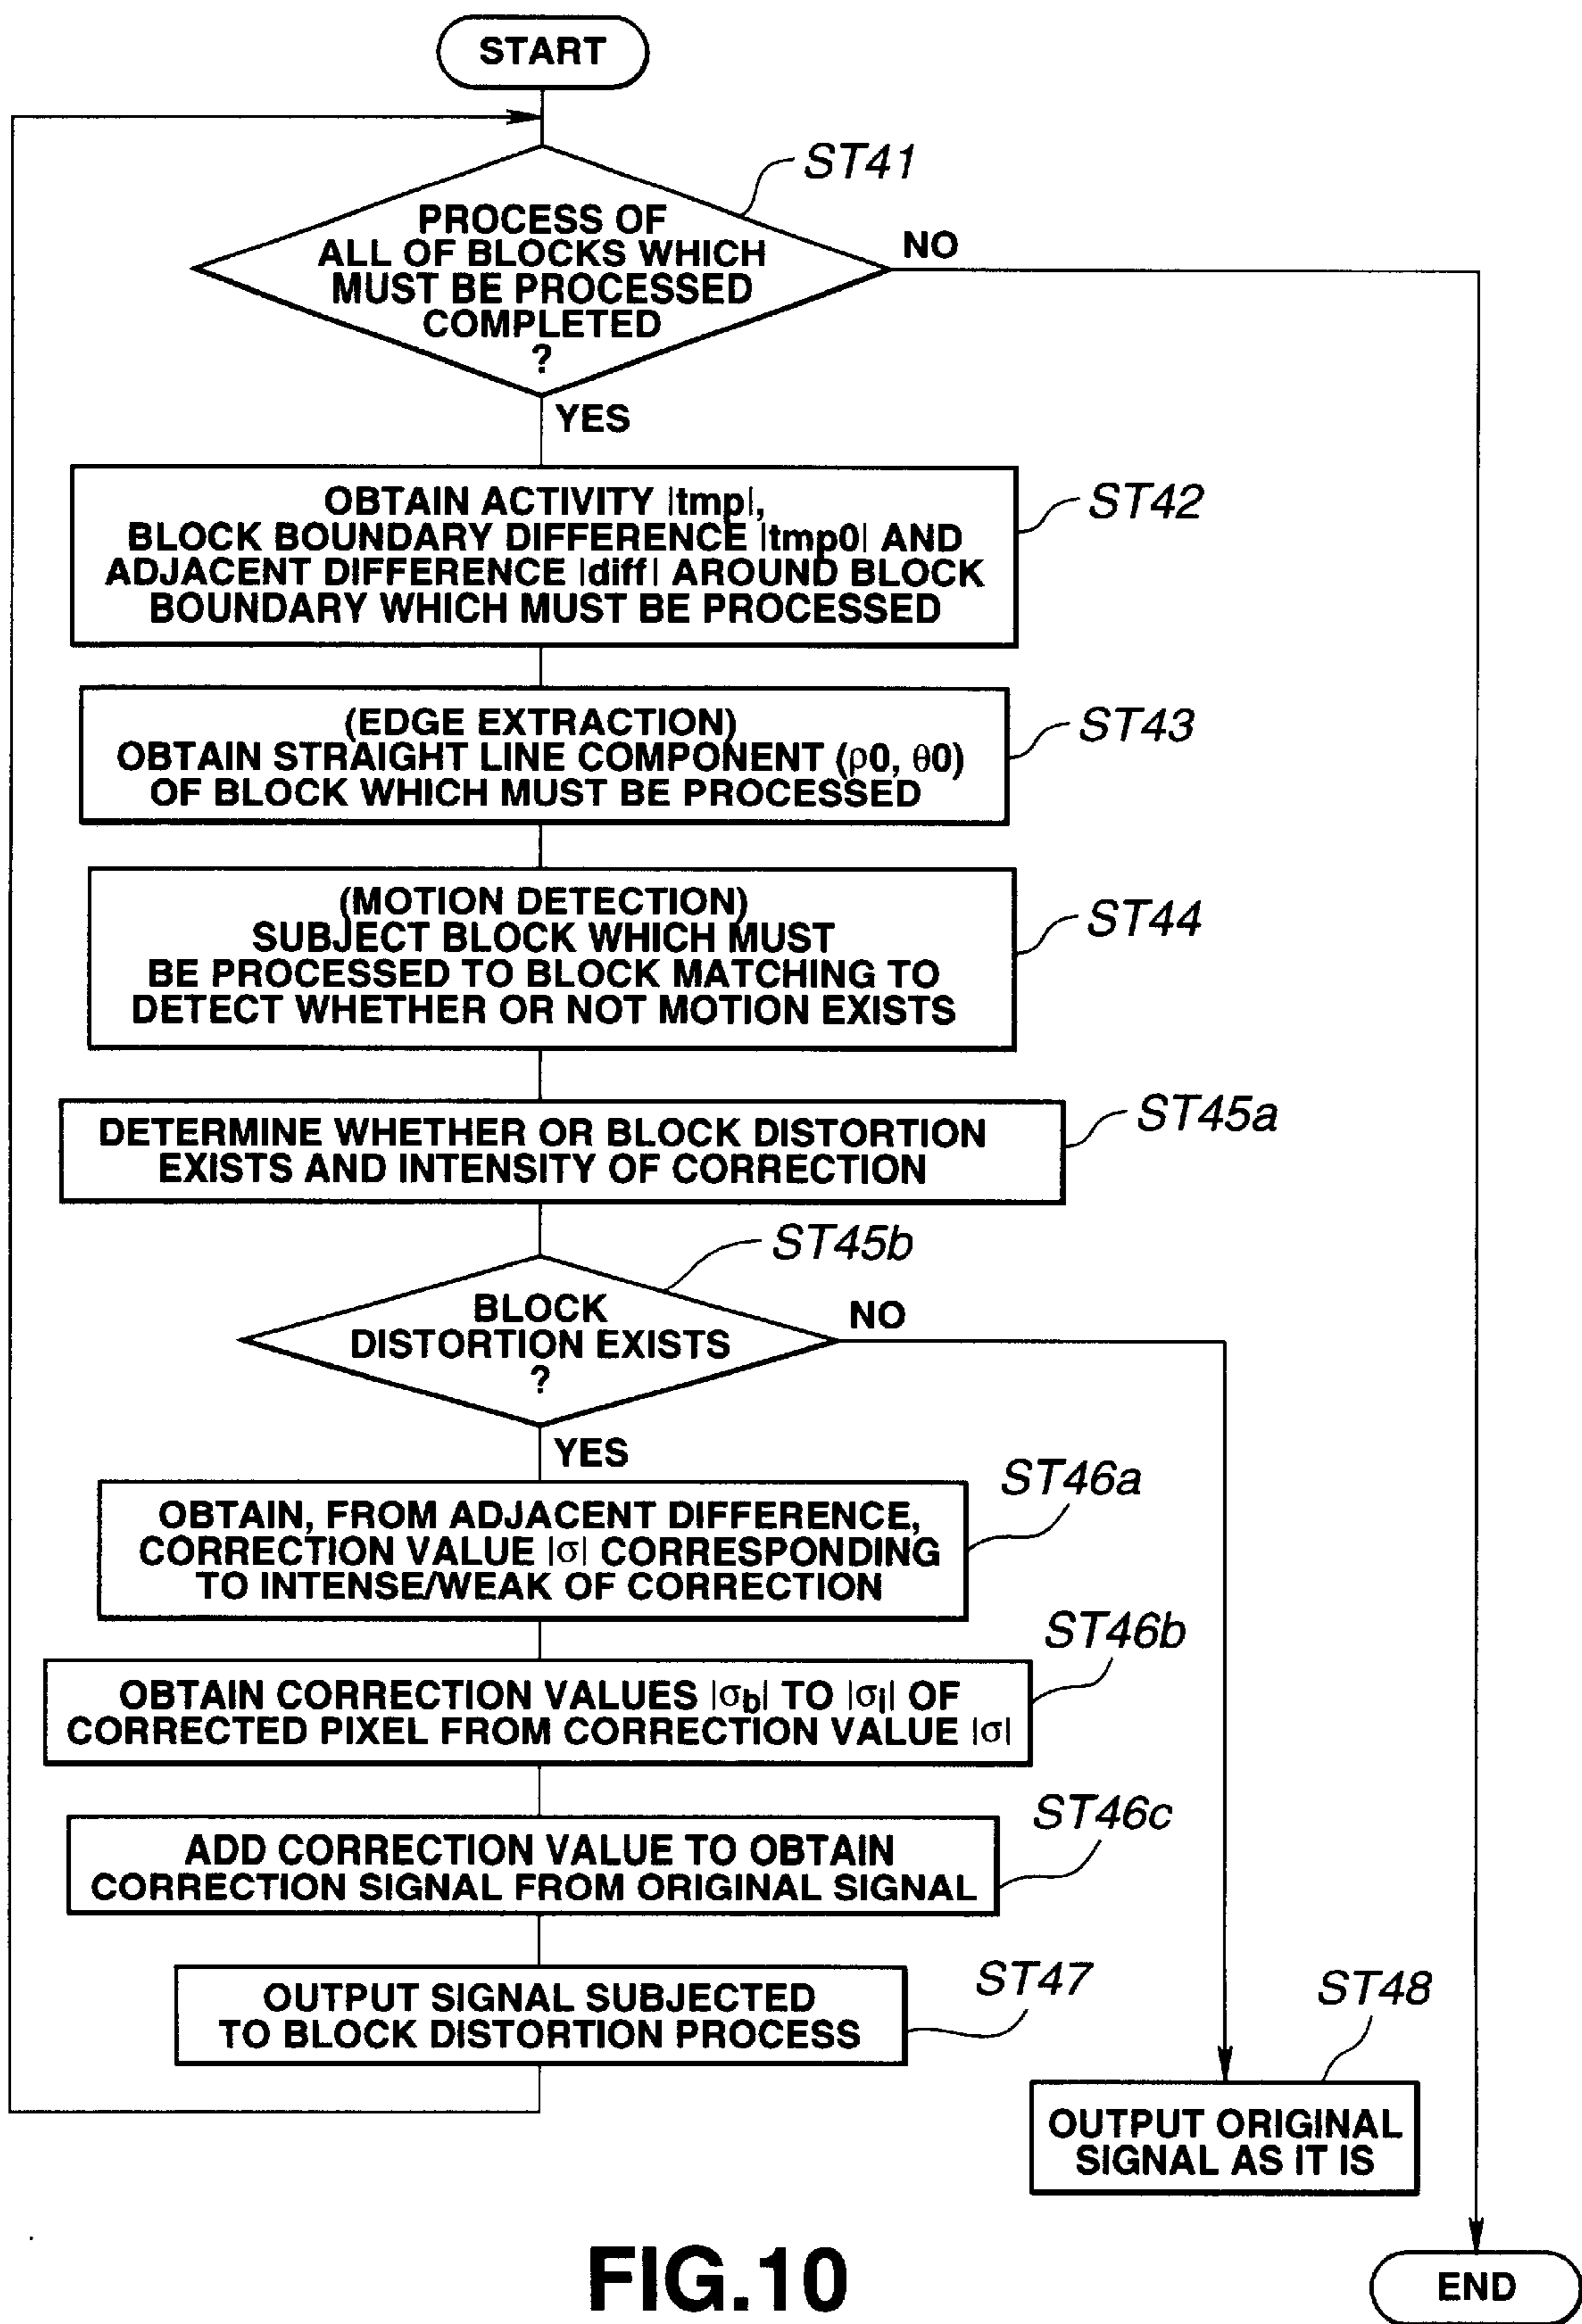 START
ST41
PROCESS OF
ALL OF BLOCKS WHICH
MUST BE PROCESSED
COMPLETED
?
NO
YES
OBTAIN ACTIVITY |tmp|,
BLOCK BOUNDARY DIFFERENCE |tmp0| AND
ADJACENT DIFFERENCE |diff| AROUND BLOCK
BOUNDARY WHICH MUST BE PROCESSED
ST42
(EDGE EXTRACTION)
OBTAIN STRAIGHT LINE COMPONENT (ρ0, θ0)
OF BLOCK WHICH MUST BE PROCESSED
ST43
(MOTION DETECTION)
SUBJECT BLOCK WHICH MUST
BE PROCESSED TO BLOCK MATCHING TO
DETECT WHETHER OR NOT MOTION EXISTS
ST44
DETERMINE WHETHER OR BLOCK DISTORTION
EXISTS AND INTENSITY OF CORRECTION
ST45a
ST45b
BLOCK
DISTORTION EXISTS
?
NO
YES
ST46a
OBTAIN, FROM ADJACENT DIFFERENCE,
CORRECTION VALUE |σ| CORRESPONDING
TO INTENSE/WEAK OF CORRECTION
ST46b
OBTAIN CORRECTION VALUES |σb| TO |σi| OF
CORRECTED PIXEL FROM CORRECTION VALUE |σ|
ST46c
ADD CORRECTION VALUE TO OBTAIN
CORRECTION SIGNAL FROM ORIGINAL SIGNAL
ST47
OUTPUT SIGNAL SUBJECTED
TO BLOCK DISTORTION PROCESS
ST48
OUTPUT ORIGINAL
SIGNAL AS IT IS
END
FIG.10